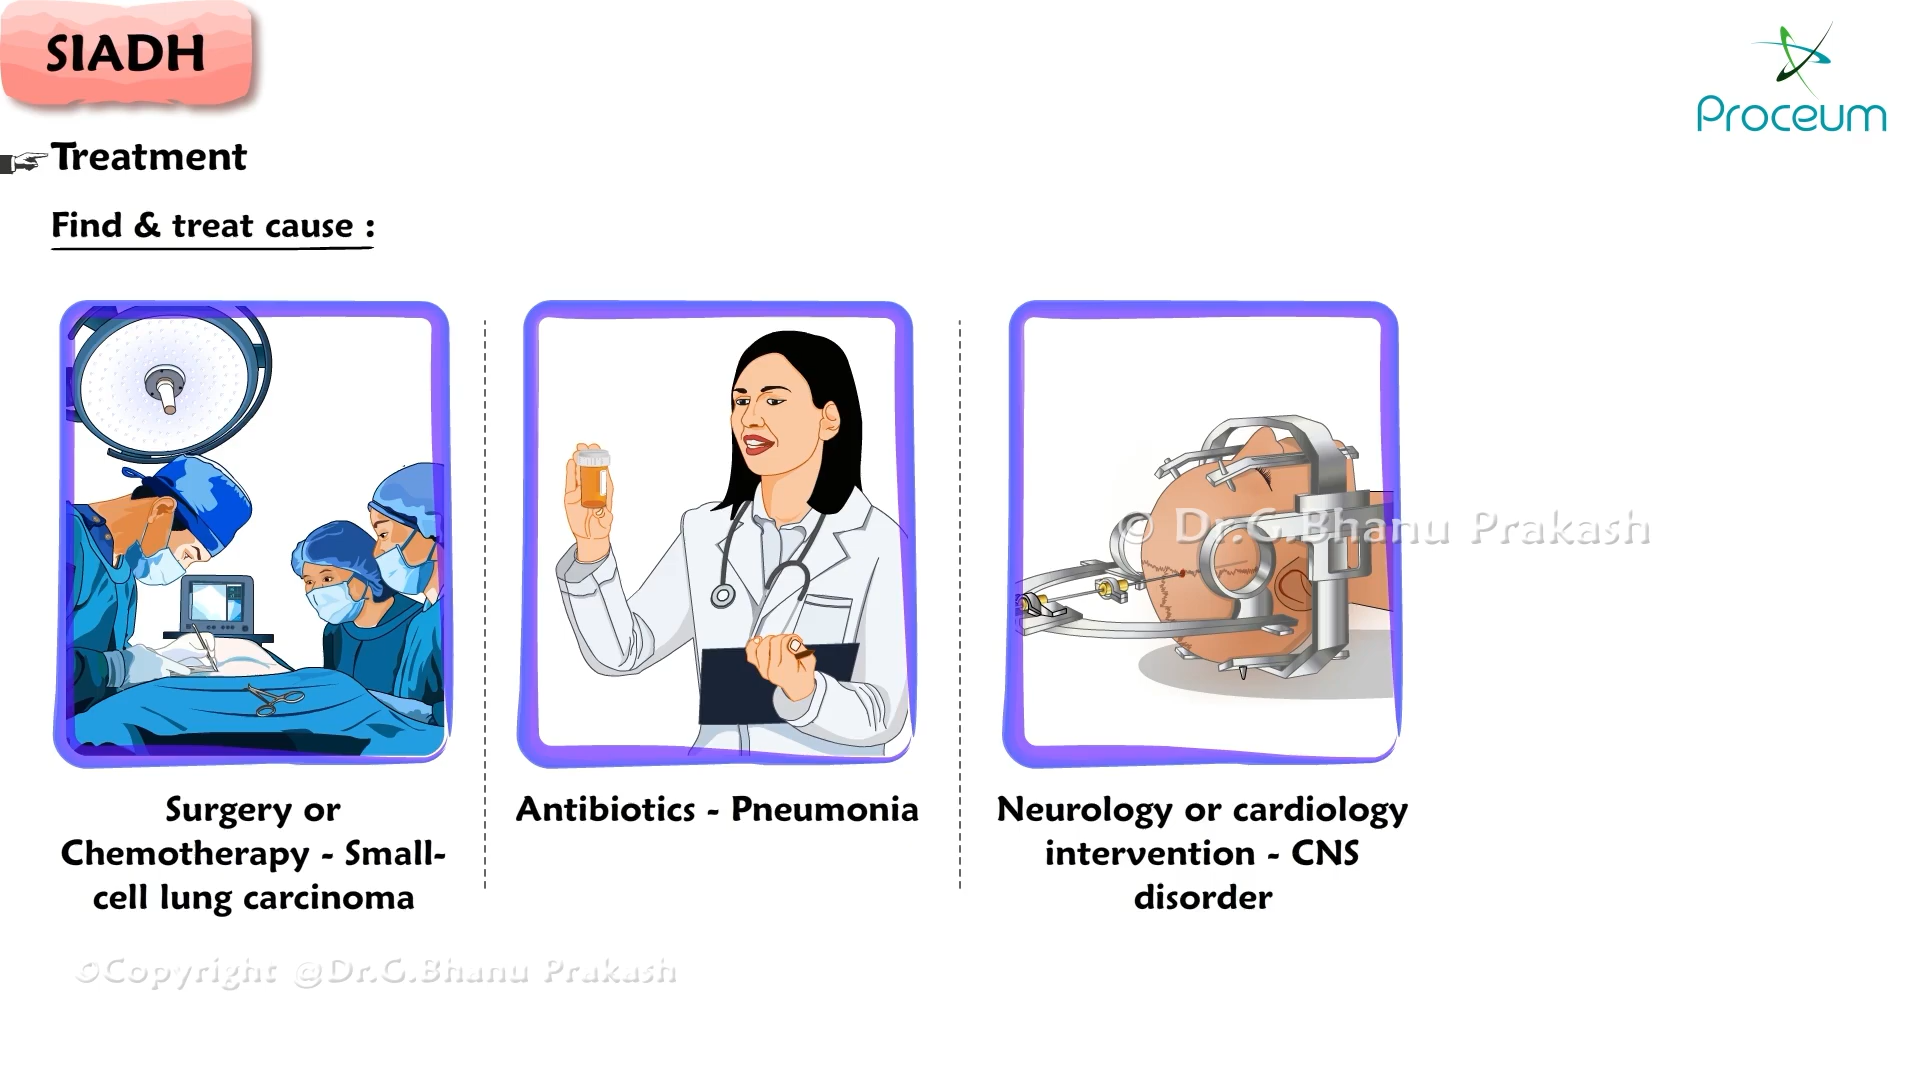 SIADH
Proceum
Treatment
Find & treat cause :
© Dr.G.Bhanu Prakash
Surgery or
Chemotherapy - Small-
cell lung carcinoma
Antibiotics - Pneumonia
Neurology or cardiology
intervention - CNS
disorder
©Copyright @Dr.G.Bhanu Prakash